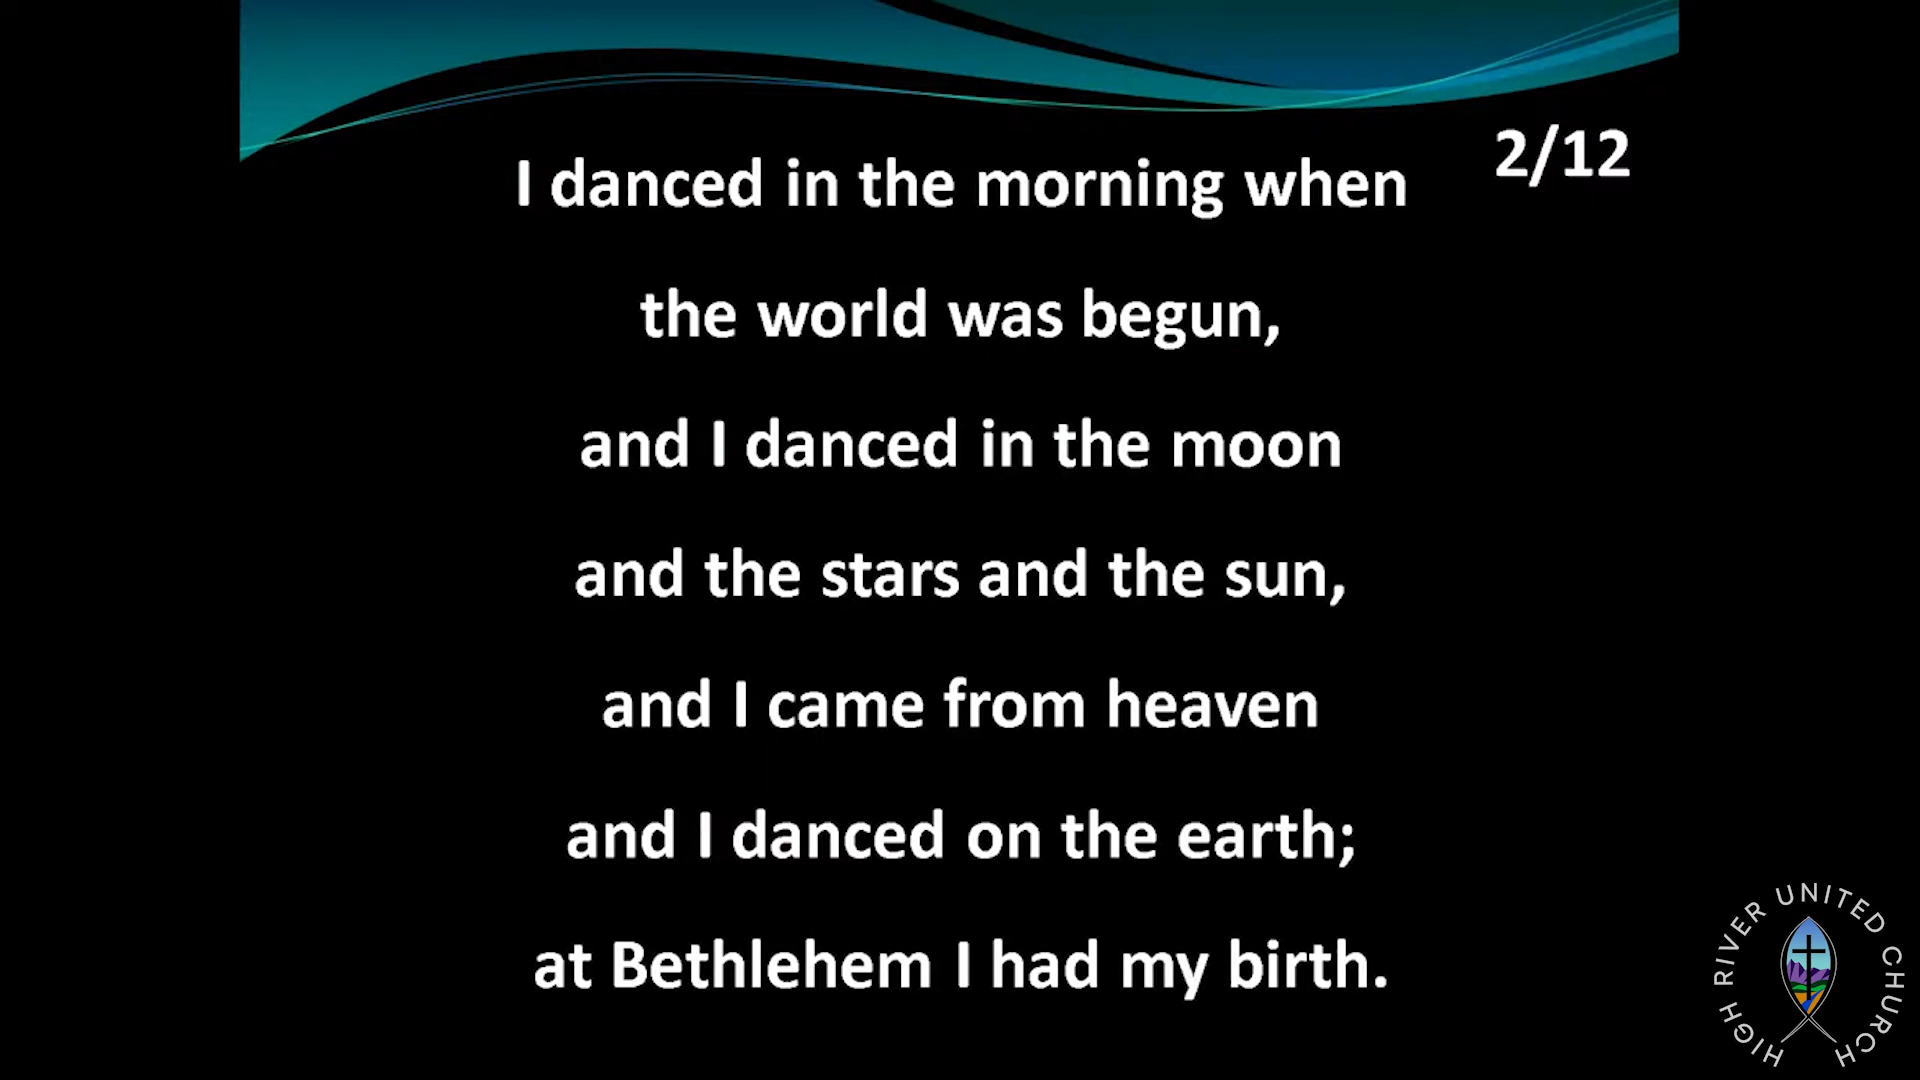 2/12
I danced in the morning when
the world was begun,
and I danced in the moon
and the stars and the sun,
and I came from heaven
and I danced on the earth;
at Bethlehem I had my birth.
HIGH RIVER UNITED CHURCH